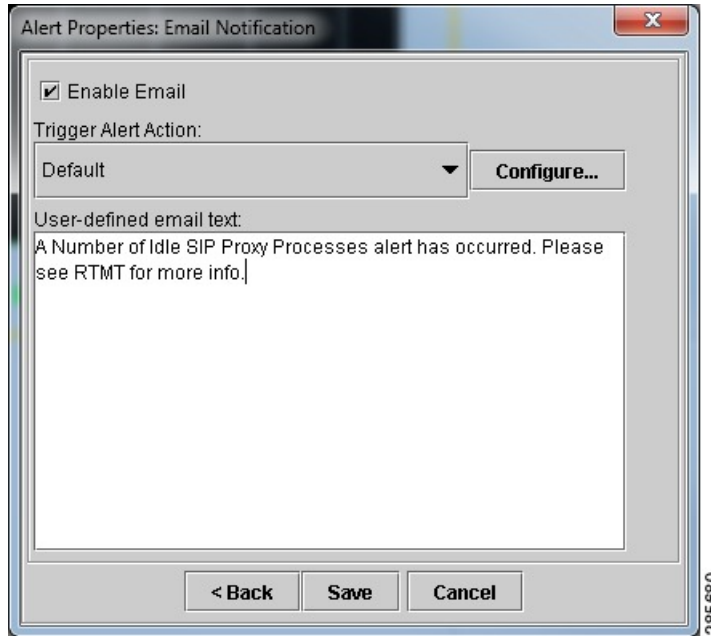 Alert Properties: Email Notification
Enable Email
Trigger Alert Action:
Default
Configure...
User-defined email text:
A Number of Idle SIP Proxy Processes alert has occurred. Please
see RTMT for more info.
< Back
Save
Cancel